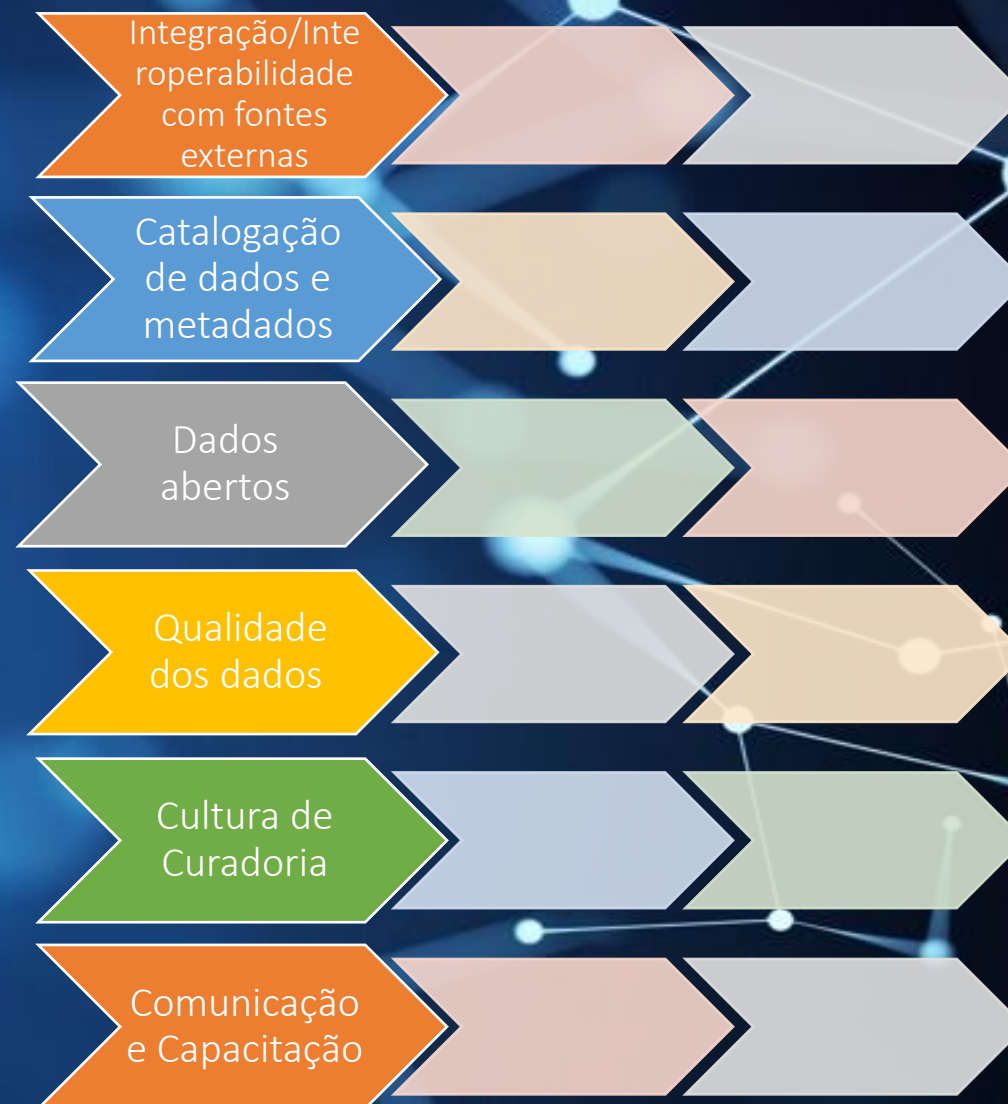 Integração/Inte
roperabilidade
com fontes
externas
Catalogação
de dados e
metadados
Dados
abertos
Qualidade
dos dados
Cultura de
Curadoria
Comunicação
e Capacitação